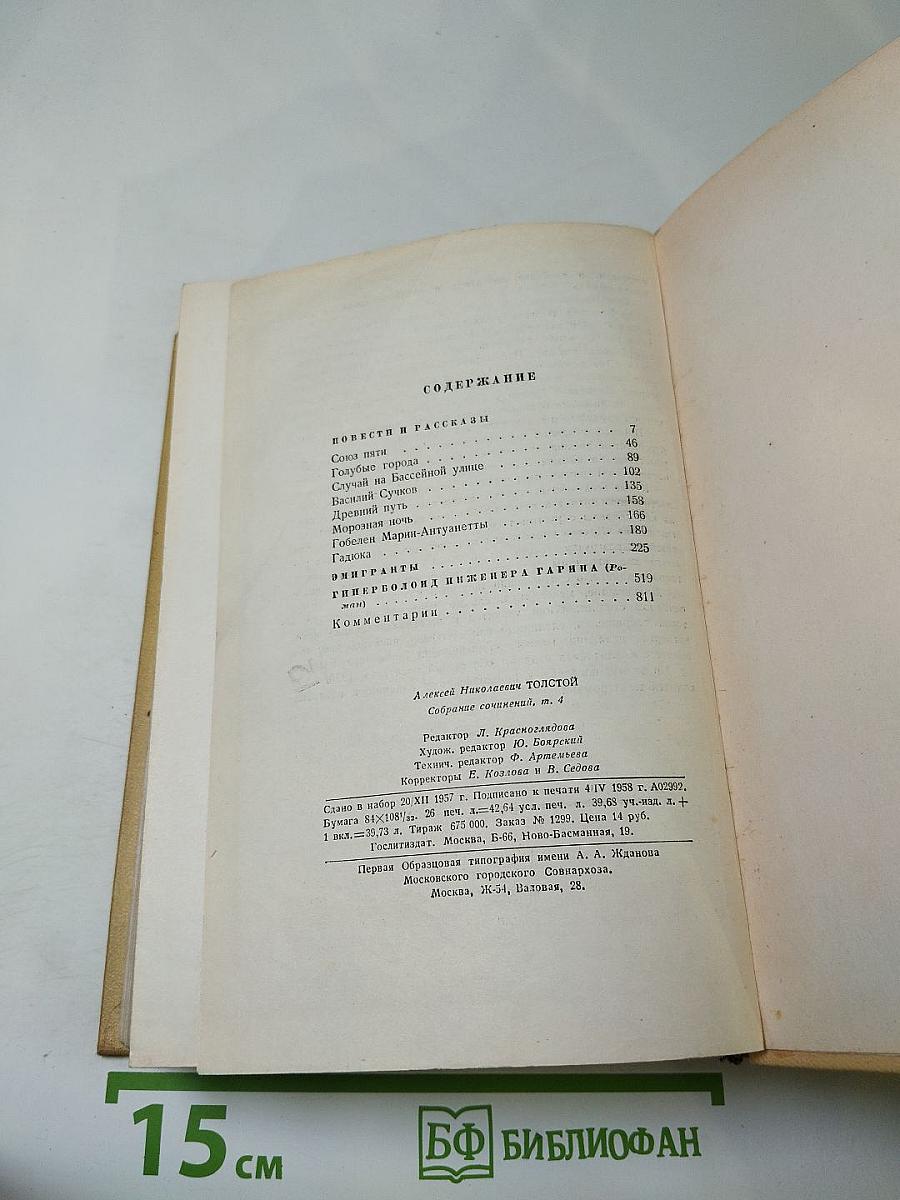 СОДЕРЖАНИЕ
ПОВЕСТИ И РАССКАЗЫ
Союз пяти . . . . . . . . . . . . . . . . 7
Голубые города . . . . . . . . . . . . . . 46
Случай на Бассейной улице . . . . . . . . . 89
Василий Сучков . . . . . . . . . . . . . . 102
Древний путь . . . . . . . . . . . . . . . 135
Морозная ночь . . . . . . . . . . . . . . 153
Гобелен Марии-Антуанетты . . . . . . . . . 166
Гадюка . . . . . . . . . . . . . . . . . 180
ЭМИГРАНТЫ . . . . . . . . . . . . . . . 225
ГИПЕРБОЛОИД ИНЖЕНЕРА ГАРИНА (Ро-
ман) . . . . . . . . . . . . . . . . . . 519
Комментарии . . . . . . . . . . . . . . 811
Алексей Николаевич ТОЛСТОЙ
Собрание сочинений, т. 4
Редактор Л. Красноглядова
Худож. редактор Ю. Боярский
Технич. редактор Ф. Артемьева
Корректоры Е. Козлова и В. Седова
Сдано в набор 20/XII 1957 г. Подписано к печати 4/IV 1958 г. А02992.
Бумага 84×108¹/₃₂. 26 печ. л.=42,64 усл. печ. л. 39,68 уч.-изд. л. +
1 вкл.=39,73 л. Тираж 675 000. Заказ № 1299. Цена 14 руб.
Гослитиздат. Москва, Б-66, Ново-Басманная, 19.
Первая Образцовая типография имени А. А. Жданова
Московского городского Совнархоза.
Москва, Ж-54, Валовая, 28.
15 см
БФ БИБЛИОФАН